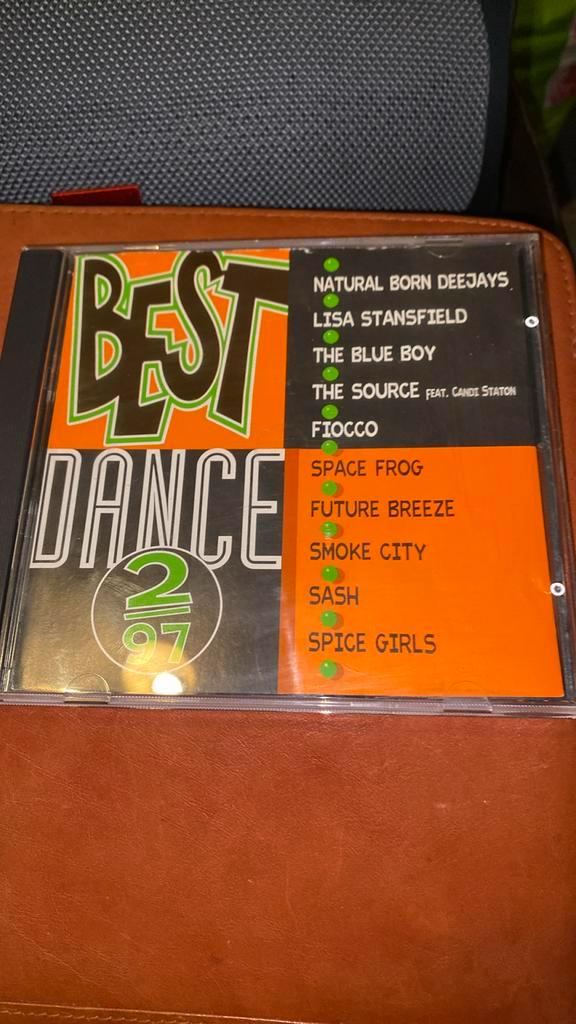 BEST
DANCE
2
97
NATURAL BORN DEEJAYS
LISA STANSFIELD
THE BLUE BOY
THE SOURCE FEAT. CANDI STATON
FIOCCO
SPACE FROG
FUTURE BREEZE
SMOKE CITY
SASH
SPICE GIRLS